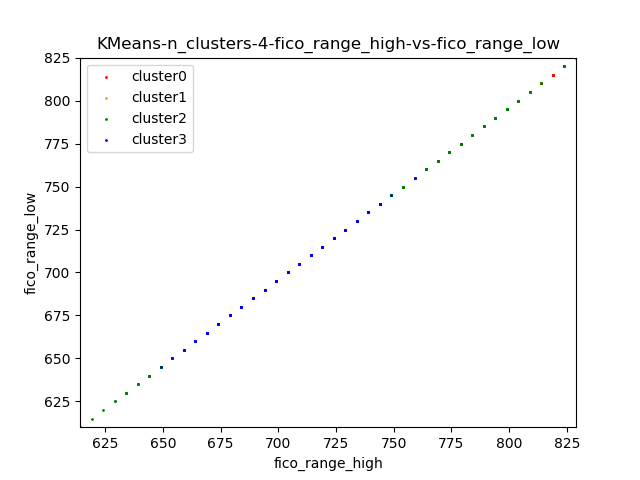 KMeans-n_clusters-4-fico_range_high-vs-fico_range_low
825
800
775
750
725
700
675
650
625
fico_range_low
cluster0
cluster1
cluster2
cluster3
625 650 675 700 725 750 775 800 825
fico_range_high